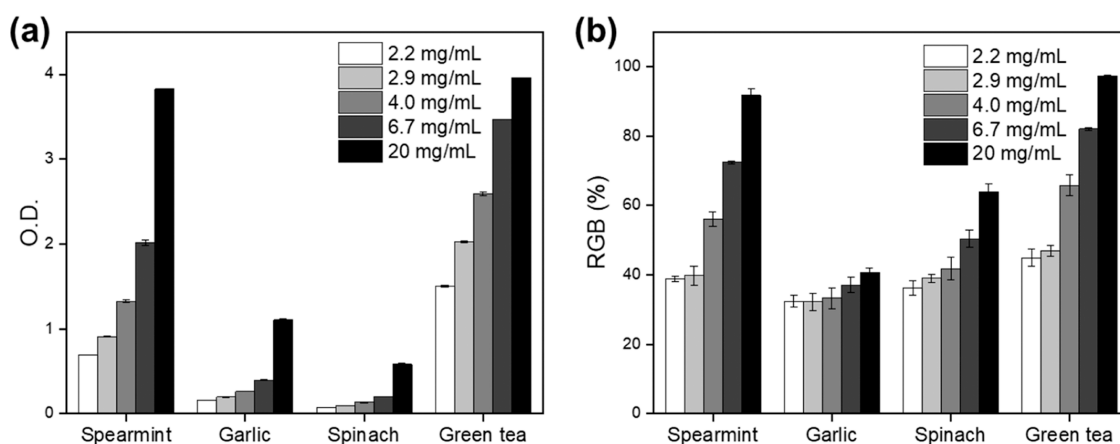 (a)
O.D.
4
3
2
1
0
2.2 mg/mL
2.9 mg/mL
4.0 mg/mL
6.7 mg/mL
20 mg/mL
Spearmint Garlic Spinach Green tea
(b)
RGB (%)
100
80
60
40
20
0
2.2 mg/mL
2.9 mg/mL
4.0 mg/mL
6.7 mg/mL
20 mg/mL
Spearmint Garlic Spinach Green tea